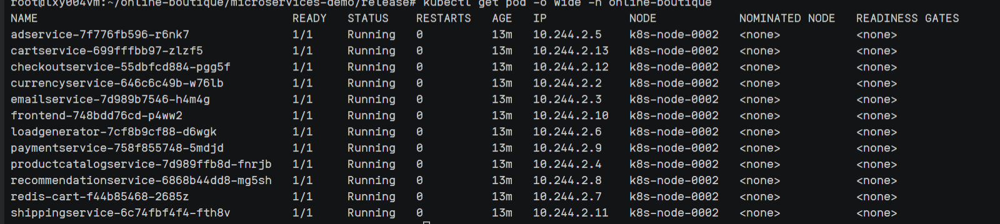 root@lxy004vm:~/online-boutique/microservices-demo/release# kubectl get pod -o wide -n online-boutique
NAME READY STATUS RESTARTS AGE IP NODE NOMINATED NODE READINESS GATES
adservice-7f776fb596-r6nk7 1/1 Running 0 13m 10.244.2.5 k8s-node-0002 <none> <none>
cartservice-699fffbb97-zlzf5 1/1 Running 0 13m 10.244.2.13 k8s-node-0002 <none> <none>
checkoutservice-55dbfcd884-pgg5f 1/1 Running 0 13m 10.244.2.12 k8s-node-0002 <none> <none>
currencyservice-646c6c49b-w76lb 1/1 Running 0 13m 10.244.2.2 k8s-node-0002 <none> <none>
emailservice-7d989b7546-h4m4g 1/1 Running 0 13m 10.244.2.3 k8s-node-0002 <none> <none>
frontend-748bdd76cd-p4ww2 1/1 Running 0 13m 10.244.2.10 k8s-node-0002 <none> <none>
loadgenerator-7cf8b9cf88-d6wgk 1/1 Running 0 13m 10.244.2.6 k8s-node-0002 <none> <none>
paymentservice-758f855748-5mdjd 1/1 Running 0 13m 10.244.2.9 k8s-node-0002 <none> <none>
productcatalogservice-7d989ffb8d-fnrjb 1/1 Running 0 13m 10.244.2.4 k8s-node-0002 <none> <none>
recommendationservice-6868b44dd8-mg5sh 1/1 Running 0 13m 10.244.2.8 k8s-node-0002 <none> <none>
redis-cart-f44b85468-2685z 1/1 Running 0 13m 10.244.2.7 k8s-node-0002 <none> <none>
shippingservice-6c74fbf4f4-fth8v 1/1 Running 0 13m 10.244.2.11 k8s-node-0002 <none> <none>